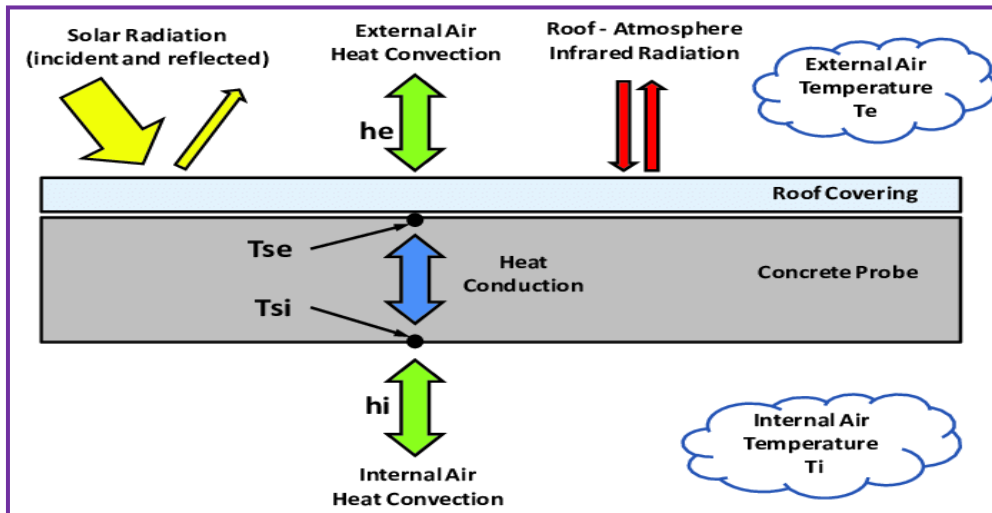 Solar Radiation
(incident and reflected)
External Air
Heat Convection
Roof - Atmosphere
Infrared Radiation
External Air
Temperature
Te
he
Roof Covering
Tse
Heat
Conduction
Concrete Probe
Tsi
hi
Internal Air
Temperature
Ti
Internal Air
Heat Convection